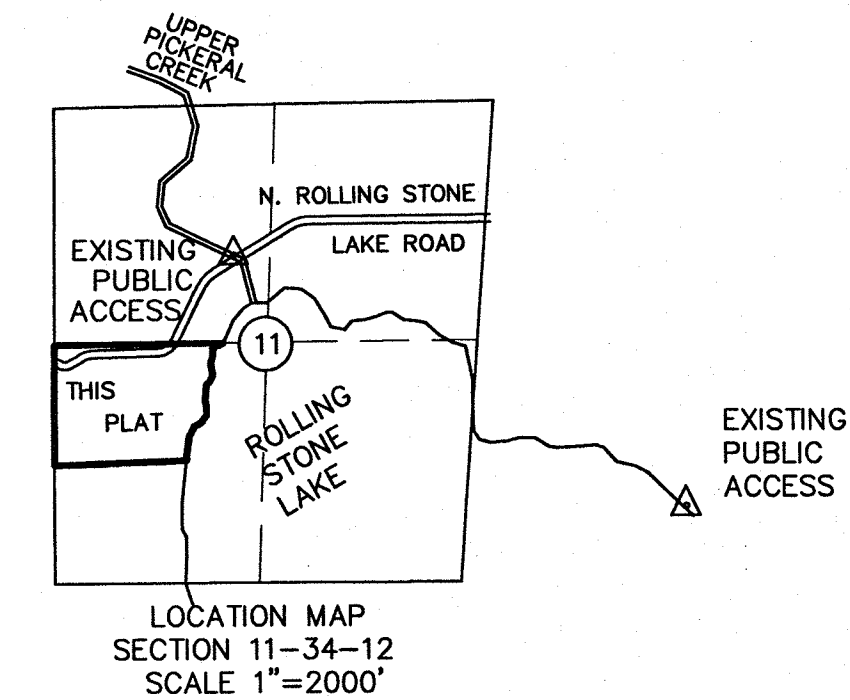 UPPER
PICKERAL
CREEK
N. ROLLING STONE
LAKE ROAD
EXISTING
PUBLIC
ACCESS
11
THIS
PLAT
ROLLING
STONE
LAKE
EXISTING
PUBLIC
ACCESS
LOCATION MAP
SECTION 11-34-12
SCALE 1"=2000'